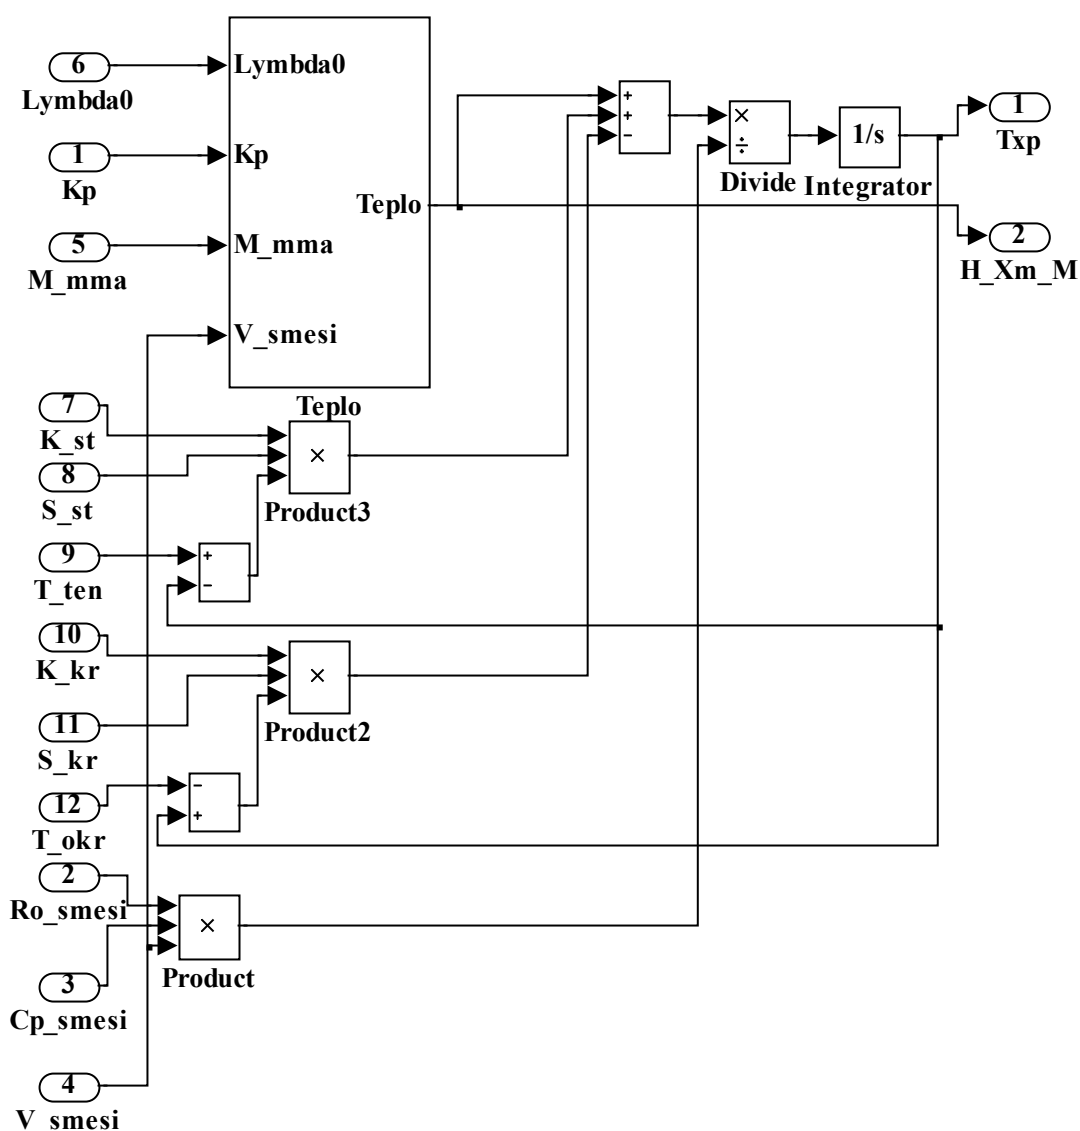 6
Lymbda0
1
Kp
5
M_mma
Lymbda0
Kp
M_mma
V_smesi
Teplo
Teplo
+
+
−
×
÷
Divide
1/s
Integrator
1
Txp
2
H_Xm_M
7
K_st
8
S_st
×
Product3
9
T_ten
+
−
10
K_kr
11
S_kr
×
Product2
12
T_okr
−
+
2
Ro_smesi
3
Cp_smesi
×
Product
4
V_smesi